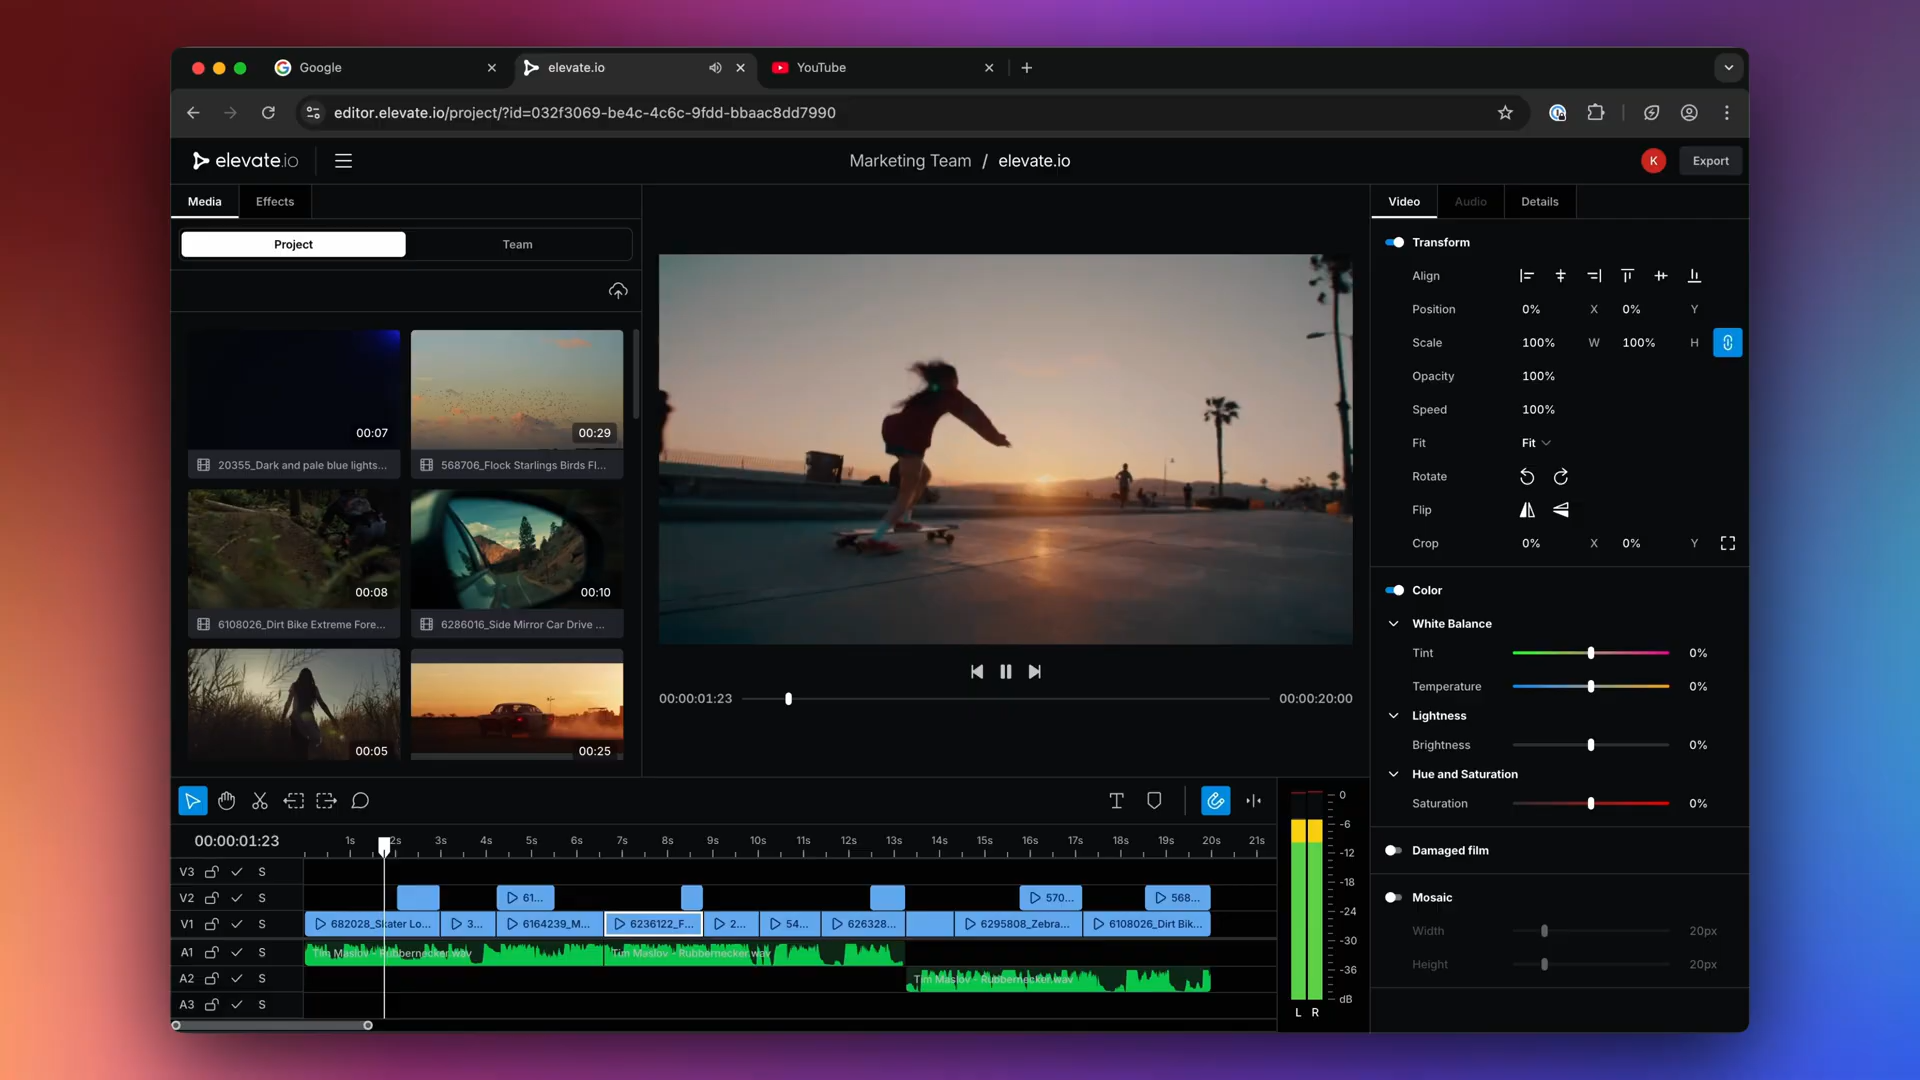 Google
elevate.io
YouTube
editor.elevate.io/project/?id=032f3069-be4c-4c6c-9fdd-bbaac8dd7990
elevate.io
Marketing Team / elevate.io
K
Export
Media
Effects
Project
Team
00:07
00:29
20355_Dark and pale blue lights...
568706_Flock Starlings Birds Fl...
00:08
00:10
6108026_Dirt Bike Extreme Fore...
6286016_Side Mirror Car Drive ...
00:05
00:25
00:00:01:23
00:00:20:00
Video
Audio
Details
Transform
Align
Position 0% X 0% Y
Scale 100% W 100% H
Opacity 100%
Speed 100%
Fit Fit
Rotate
Flip
Crop 0% X 0% Y
Color
White Balance
Tint 0%
Temperature 0%
Lightness
Brightness 0%
Hue and Saturation
Saturation 0%
Damaged film
Mosaic
Width 20px
Height 20px
00:00:01:23
1s 2s 3s 4s 5s 6s 7s 8s 9s 10s 11s 12s 13s 14s 15s 16s 17s 18s 19s 20s 21s
V3 S
V2 S 61... 570... 568...
V1 S 682028_Skater Lo... 3... 6164239_M... 6236122_F... 2... 54... 626328... 6295808_Zebra... 6108026_Dirt Bik...
A1 S Tim Maslov - Rubbernecker.wav Tim Maslov - Rubbernecker.wav
A2 S Tim Maslov - Rubbernecker.wav
A3 S
0
-6
-12
-18
-24
-30
-36
dB
L R